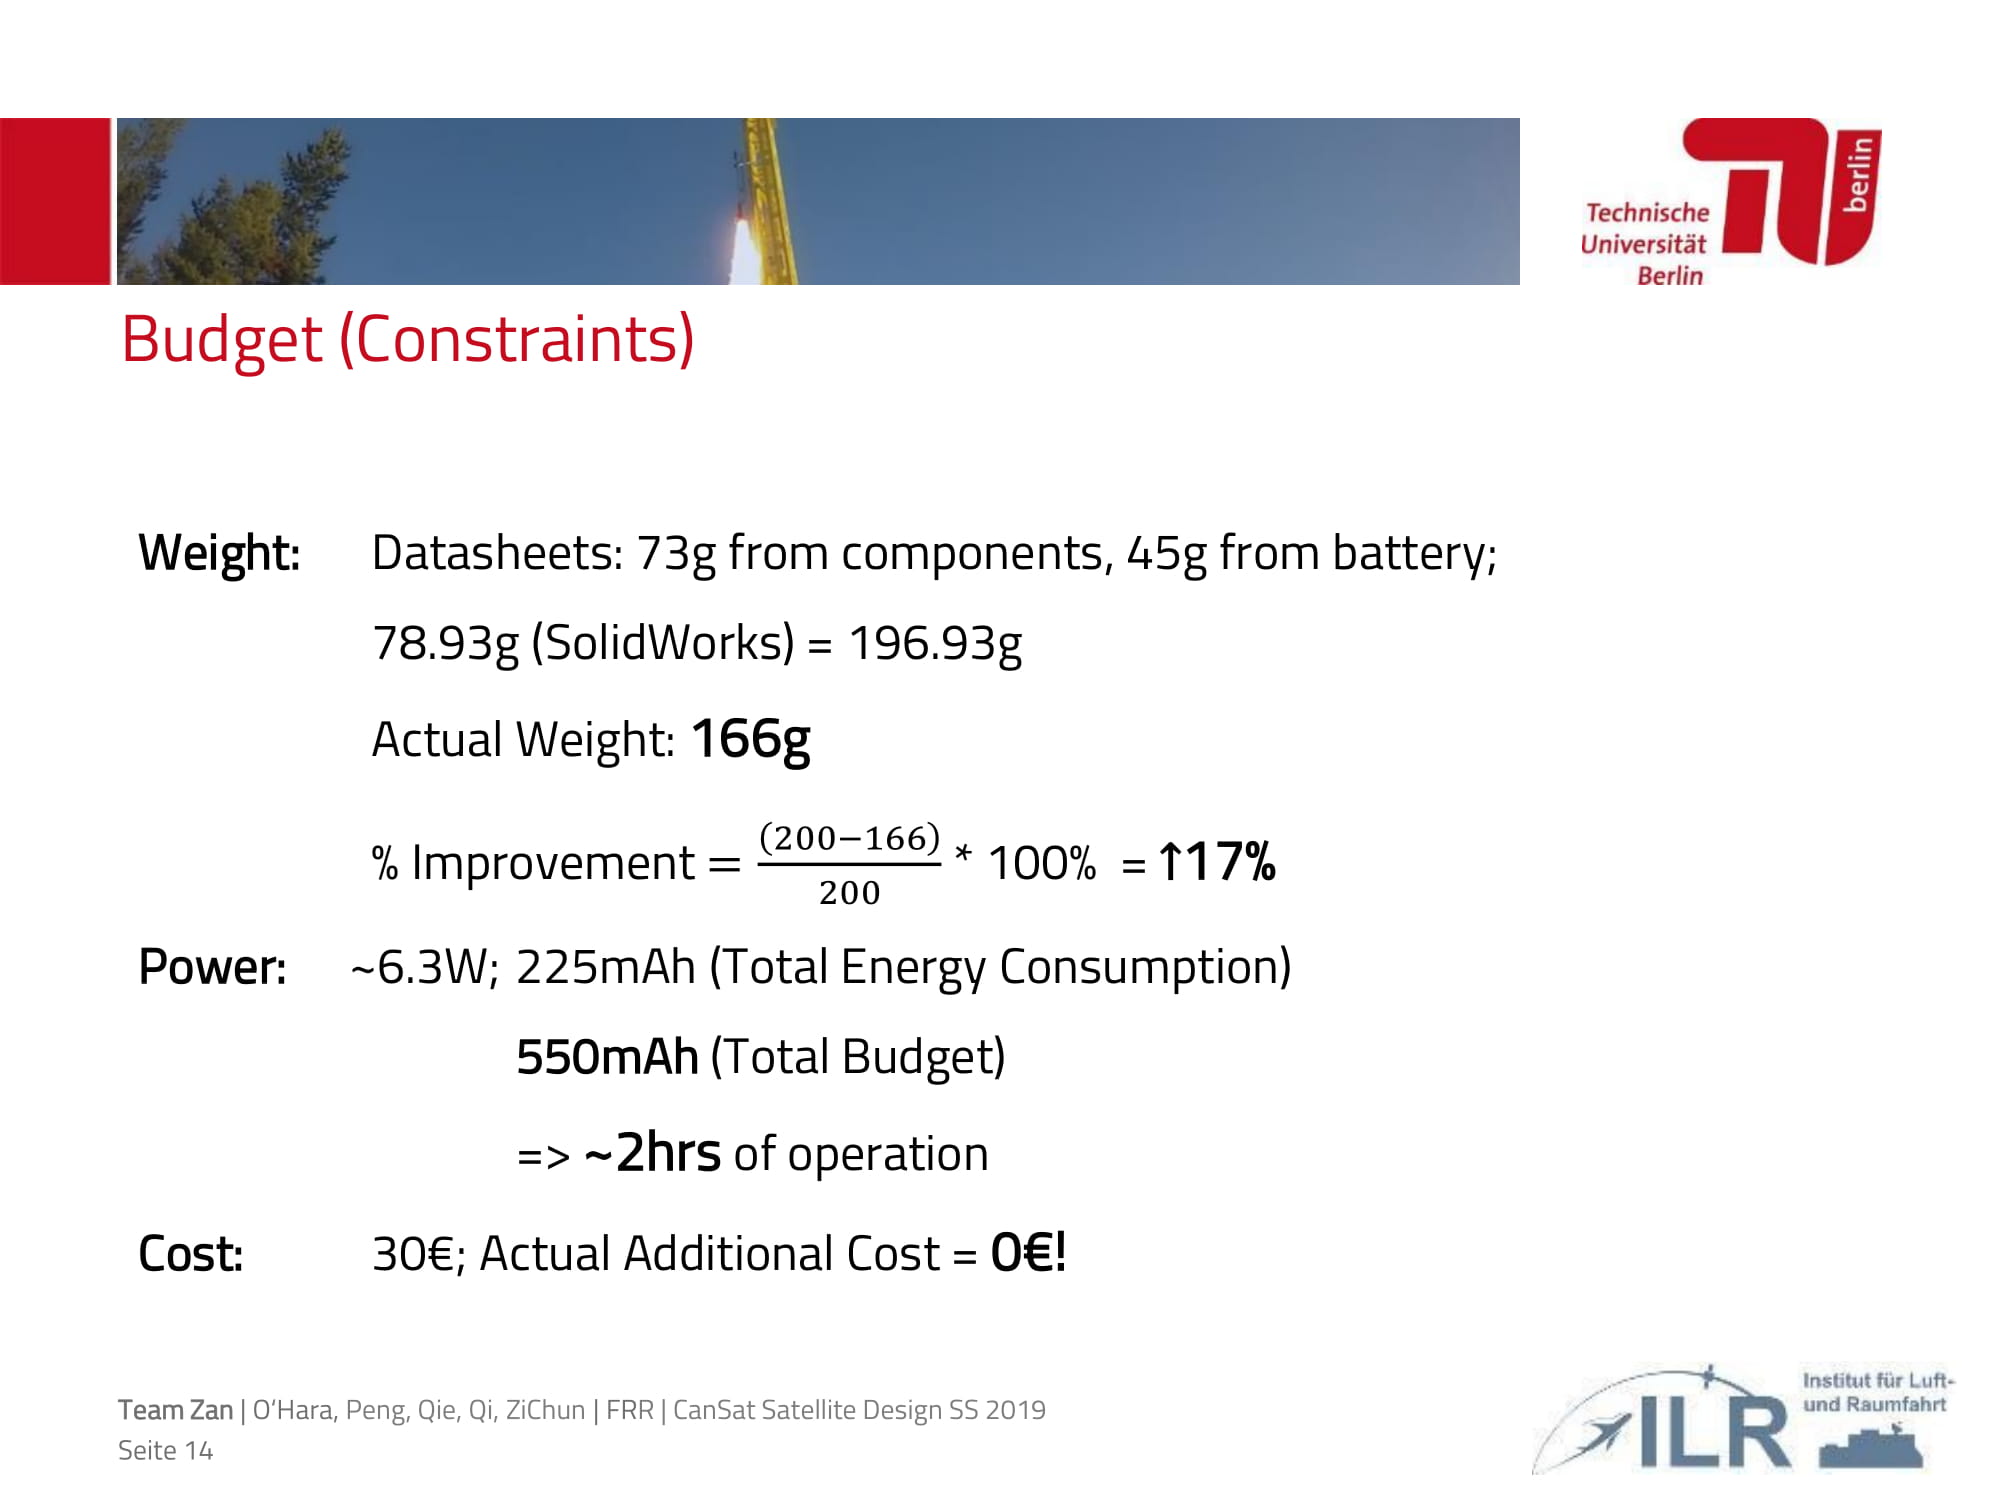 Technische
Universität
Berlin
berlin
Budget (Constraints)
Weight: Datasheets: 73g from components, 45g from battery;
78.93g (SolidWorks) = 196.93g
Actual Weight: 166g
% Improvement = (200−166)/200 * 100% = ↑17%
Power: ~6.3W; 225mAh (Total Energy Consumption)
550mAh (Total Budget)
=> ~2hrs of operation
Cost: 30€; Actual Additional Cost = 0€!
Team Zan | O‘Hara, Peng, Qie, Qi, ZiChun | FRR | CanSat Satellite Design SS 2019
Seite 14
ILR
Institut für Luft-
und Raumfahrt